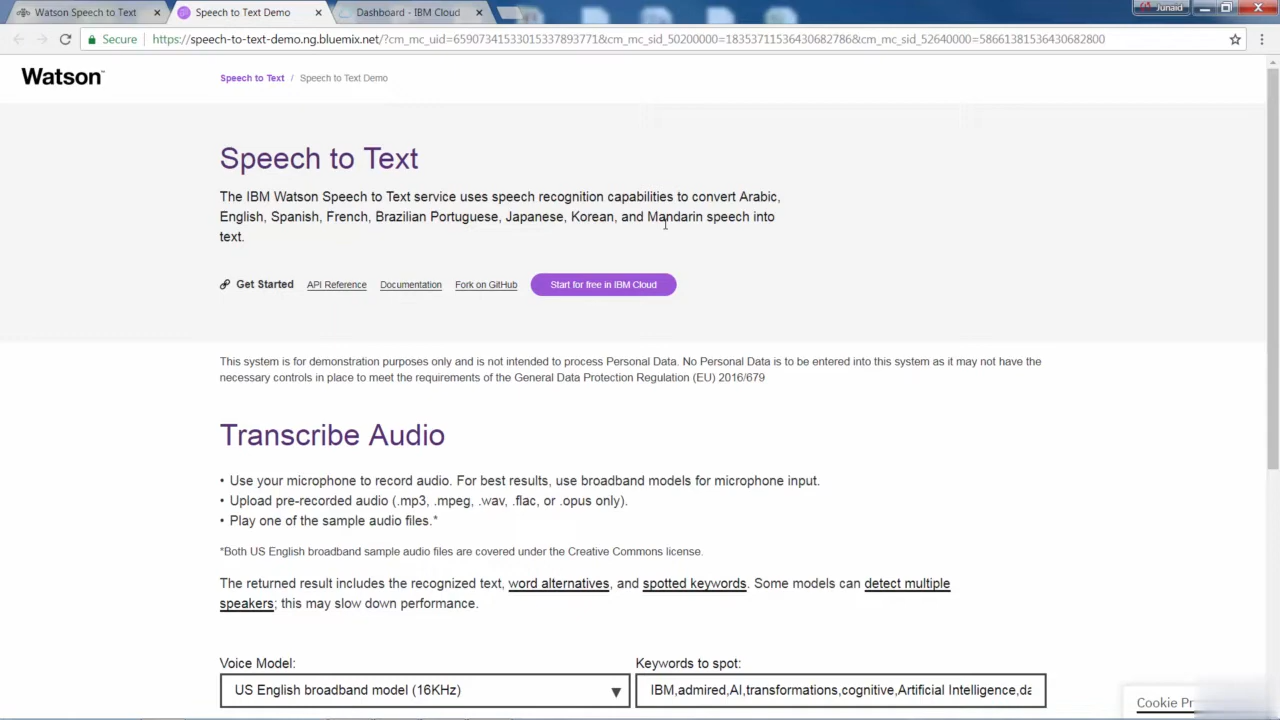 Watson Speech to Text
Speech to Text Demo
Dashboard - IBM Cloud
Junaid
Secure
https://speech-to-text-demo.ng.bluemix.net/?cm_mc_uid=65907341533015337893771&cm_mc_sid_50200000=18353711536430682786&cm_mc_sid_52640000=58661381536430682800
Watson™
Speech to Text / Speech to Text Demo
Speech to Text
The IBM Watson Speech to Text service uses speech recognition capabilities to convert Arabic,
English, Spanish, French, Brazilian Portuguese, Japanese, Korean, and Mandarin speech into
text.
Get Started API Reference Documentation Fork on GitHub Start for free in IBM Cloud
This system is for demonstration purposes only and is not intended to process Personal Data. No Personal Data is to be entered into this system as it may not have the
necessary controls in place to meet the requirements of the General Data Protection Regulation (EU) 2016/679
Transcribe Audio
• Use your microphone to record audio. For best results, use broadband models for microphone input.
• Upload pre-recorded audio (.mp3, .mpeg, .wav, .flac, or .opus only).
• Play one of the sample audio files.*
*Both US English broadband sample audio files are covered under the Creative Commons license.
The returned result includes the recognized text, word alternatives, and spotted keywords. Some models can detect multiple
speakers; this may slow down performance.
Voice Model: Keywords to spot:
US English broadband model (16KHz) IBM,admired,AI,transformations,cognitive,Artificial Intelligence,da
Cookie Pr